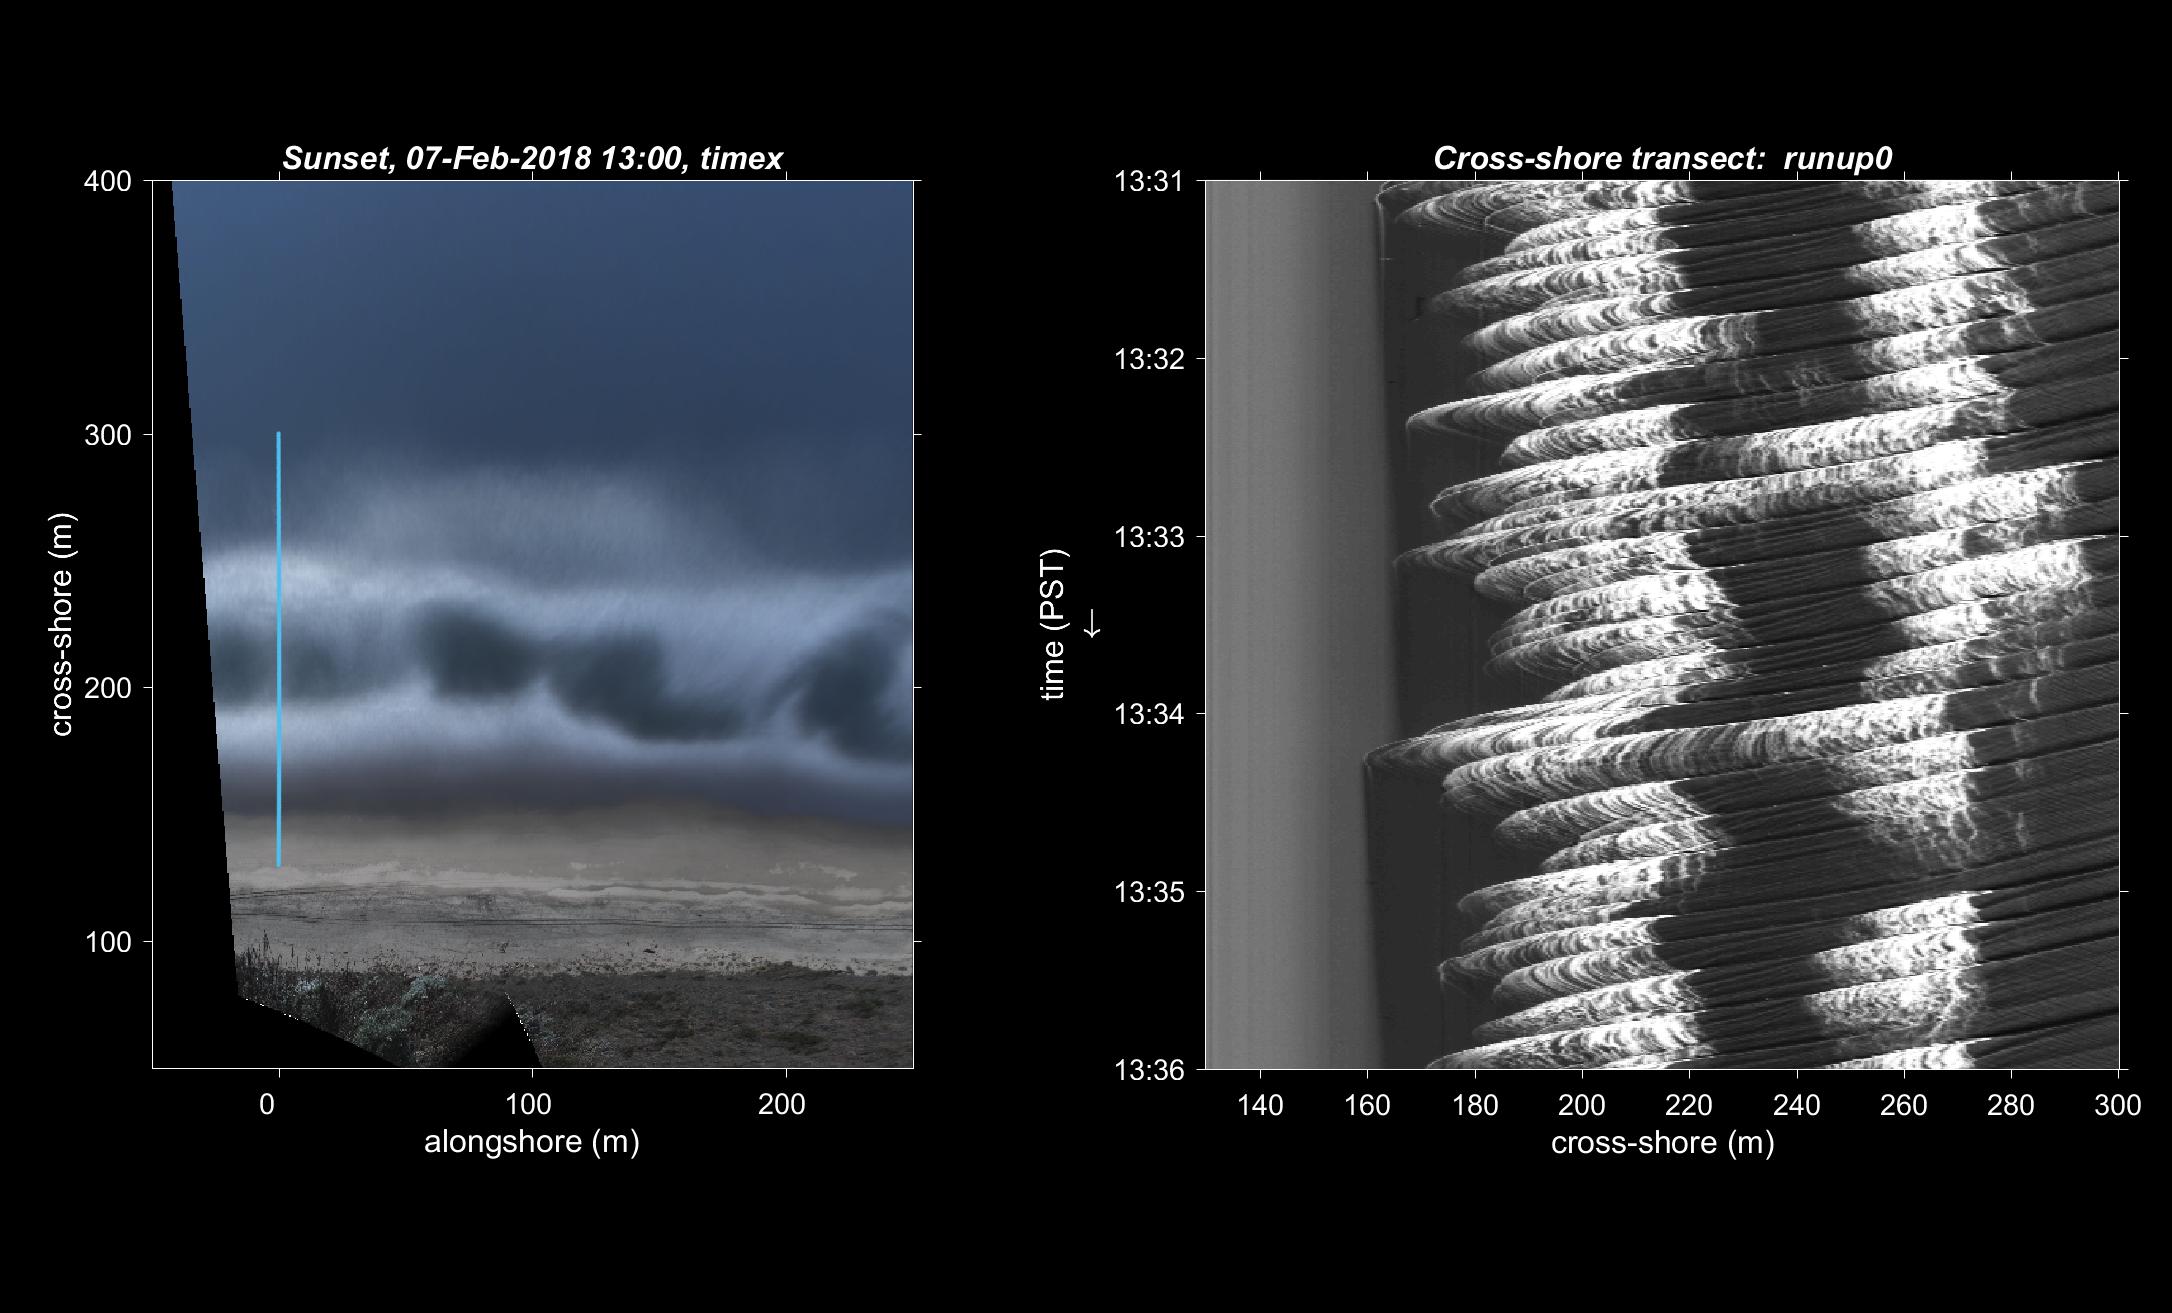 Sunset, 07-Feb-2018 13:00, timex
400
300
200
100
cross-shore (m)
0 100 200
alongshore (m)
Cross-shore transect: runup0
13:31
13:32
13:33
13:34
13:35
13:36
time (PST)
←
140 160 180 200 220 240 260 280 300
cross-shore (m)